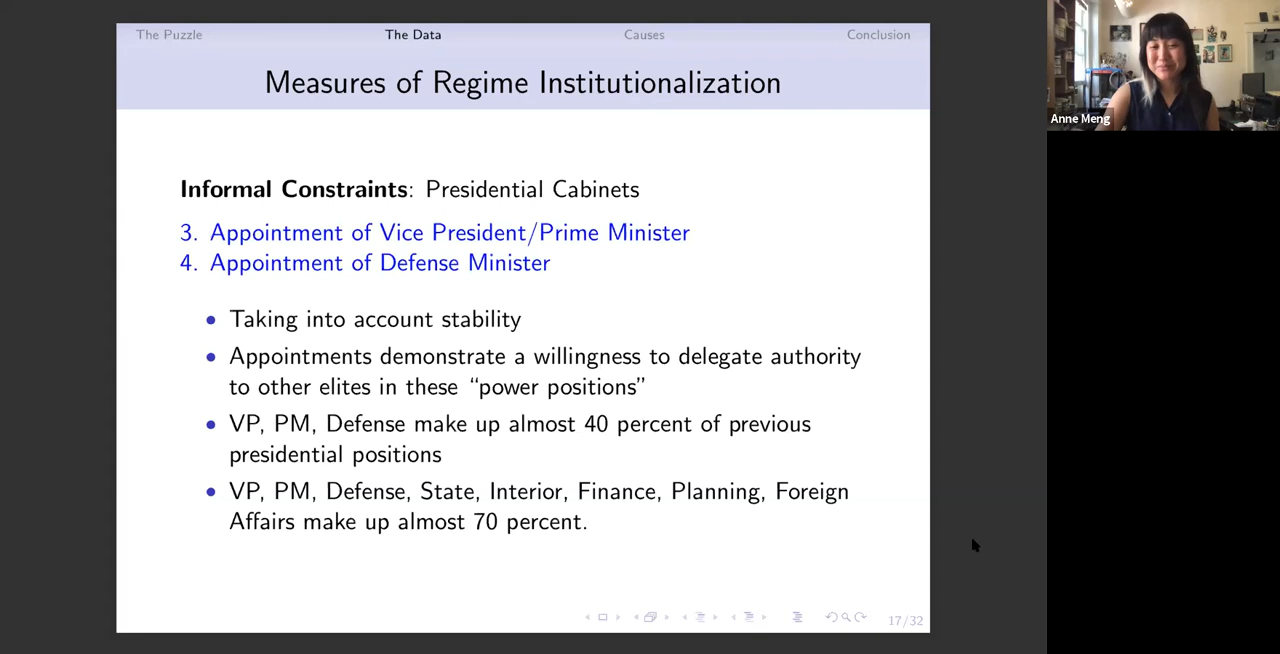 The Puzzle
The Data
Causes
Conclusion
Measures of Regime Institutionalization
Informal Constraints: Presidential Cabinets
3. Appointment of Vice President/Prime Minister
4. Appointment of Defense Minister
• Taking into account stability
• Appointments demonstrate a willingness to delegate authority
to other elites in these “power positions”
• VP, PM, Defense make up almost 40 percent of previous
presidential positions
• VP, PM, Defense, State, Interior, Finance, Planning, Foreign
Affairs make up almost 70 percent.
17/32
Anne Meng